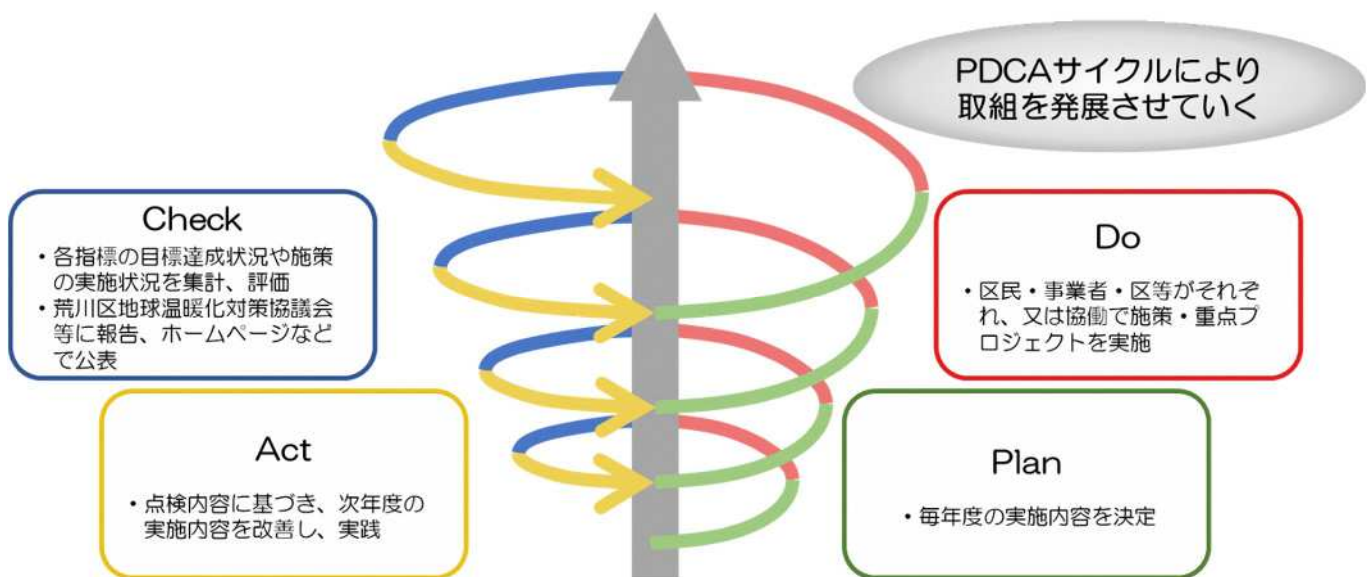 PDCAサイクルにより
取組を発展させていく
Check
・各指標の目標達成状況や施策
の実施状況を集計、評価
・荒川区地球温暖化対策協議会
等に報告、ホームページなど
で公表
Do
・区民・事業者・区等がそれぞ
れ、又は協働で施策・重点プ
ロジェクトを実施
Act
・点検内容に基づき、次年度の
実施内容を改善し、実践
Plan
・毎年度の実施内容を決定